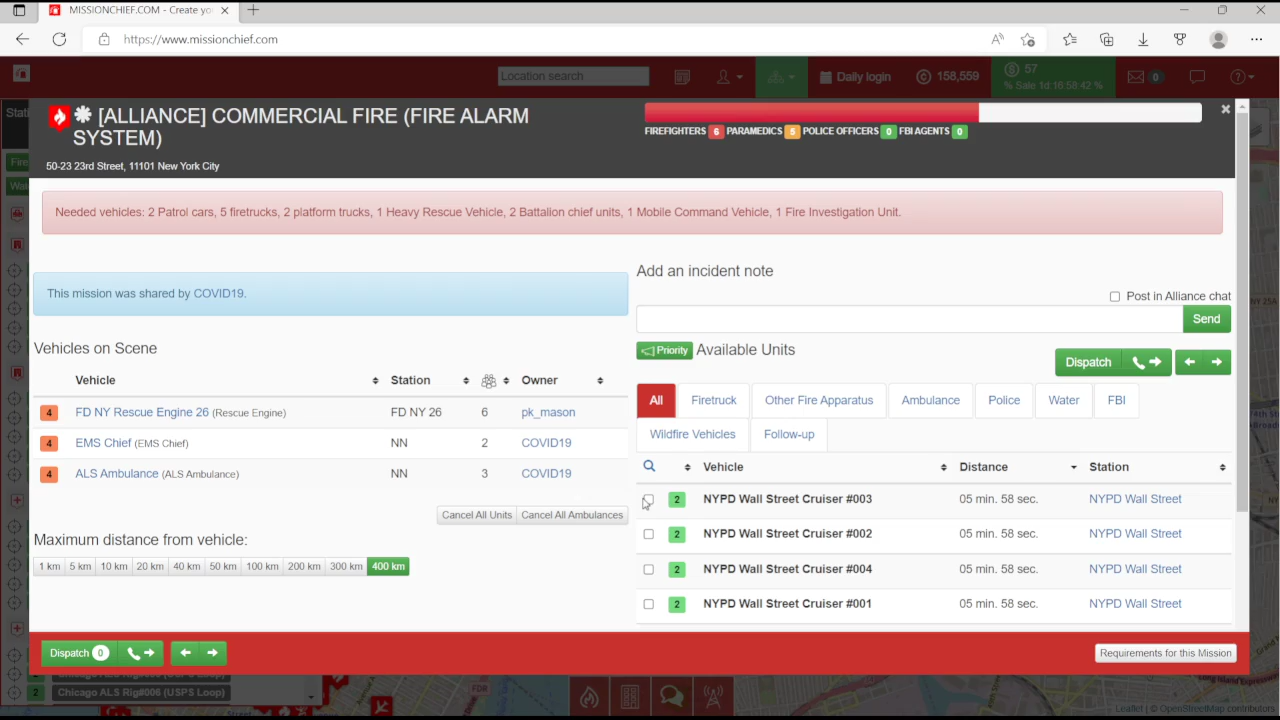 MISSIONCHIEF.COM - Create yo
https://www.missionchief.com
Location search
Daily login
158,559
57
% Sale 1d 16:58:42 %
0
[ALLIANCE] COMMERCIAL FIRE (FIRE ALARM
SYSTEM)
50-23 23rd Street, 11101 New York City
FIREFIGHTERS 6 PARAMEDICS 5 POLICE OFFICERS 0 FBI AGENTS 0
Needed vehicles: 2 Patrol cars, 5 firetrucks, 2 platform trucks, 1 Heavy Rescue Vehicle, 2 Battalion chief units, 1 Mobile Command Vehicle, 1 Fire Investigation Unit.
This mission was shared by COVID19.
Vehicles on Scene
Vehicle Station Owner
4 FD NY Rescue Engine 26 (Rescue Engine) FD NY 26 6 pk_mason
4 EMS Chief (EMS Chief) NN 2 COVID19
4 ALS Ambulance (ALS Ambulance) NN 3 COVID19
Cancel All Units Cancel All Ambulances
Maximum distance from vehicle:
1 km 5 km 10 km 20 km 40 km 50 km 100 km 200 km 300 km 400 km
Add an incident note
Post in Alliance chat
Send
Priority Available Units
Dispatch
All Firetruck Other Fire Apparatus Ambulance Police Water FBI
Wildfire Vehicles Follow-up
Vehicle Distance Station
2 NYPD Wall Street Cruiser #003 05 min. 58 sec. NYPD Wall Street
2 NYPD Wall Street Cruiser #002 05 min. 58 sec. NYPD Wall Street
2 NYPD Wall Street Cruiser #004 05 min. 58 sec. NYPD Wall Street
2 NYPD Wall Street Cruiser #001 05 min. 58 sec. NYPD Wall Street
Dispatch 0
Requirements for this Mission
2 Chicago ALS Rig#006 (USPS Loop)
Leaflet | © OpenStreetMap contributors